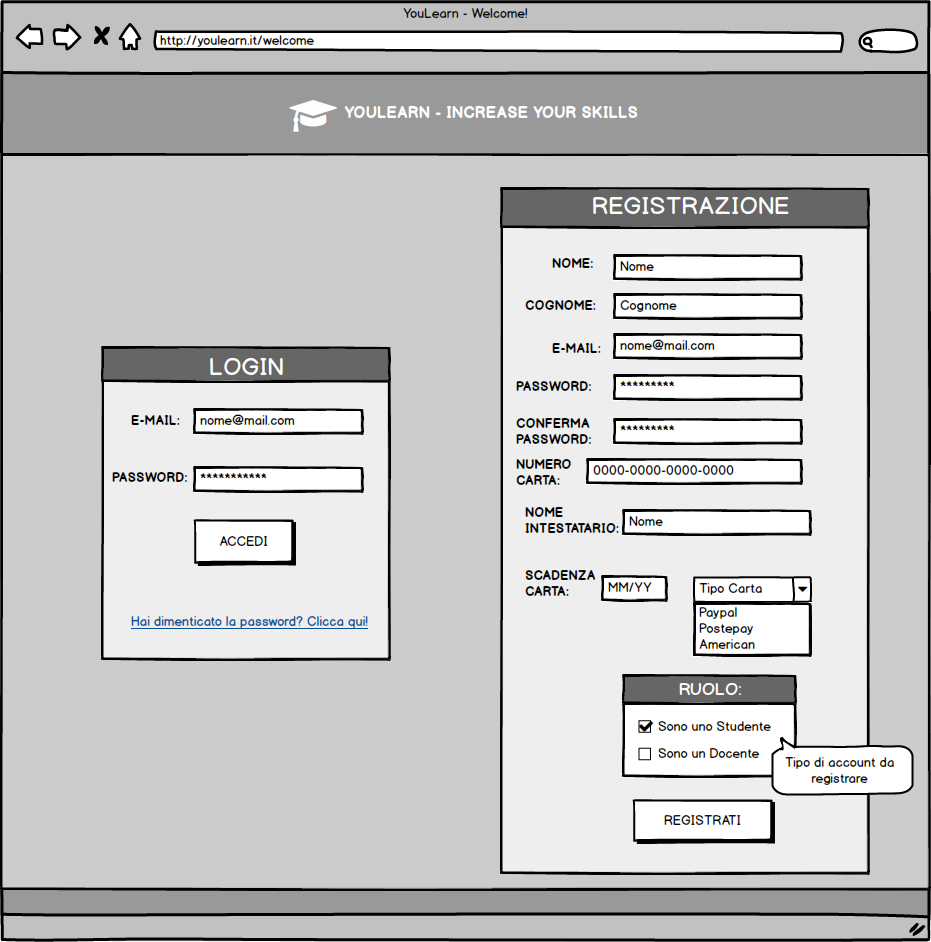 YouLearn - Welcome!
http://youlearn.it/welcome
YOULEARN - INCREASE YOUR SKILLS
LOGIN
E-MAIL: nome@mail.com
PASSWORD: ***********
ACCEDI
Hai dimenticato la password? Clicca qui!
REGISTRAZIONE
NOME: Nome
COGNOME: Cognome
E-MAIL: nome@mail.com
PASSWORD: *********
CONFERMA
PASSWORD: *********
NUMERO
CARTA: 0000-0000-0000-0000
NOME
INTESTATARIO: Nome
SCADENZA
CARTA: MM/YY
Tipo Carta
Paypal
Postepay
American
RUOLO:
Sono uno Studente
Sono un Docente
Tipo di account da
registrare
REGISTRATI